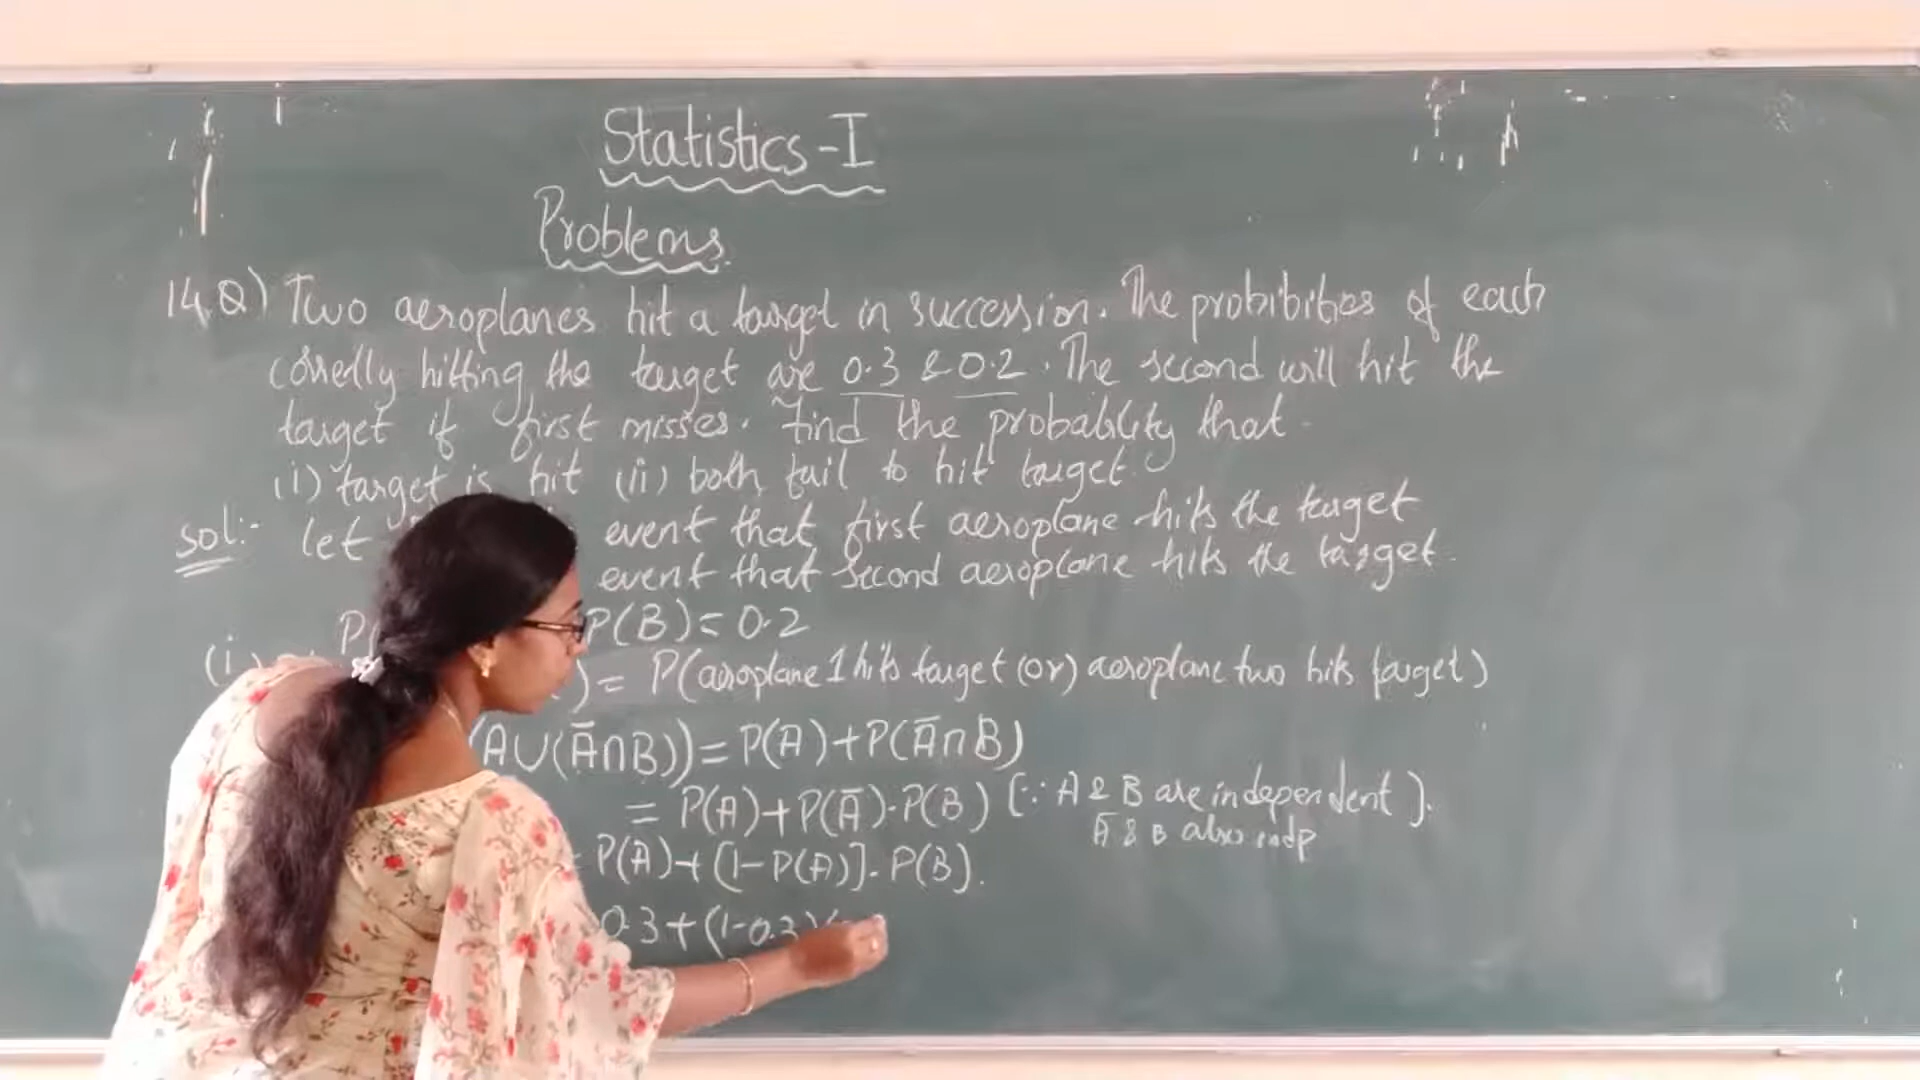 Statistics-I
Problems.
14.Q) Two aeroplanes hit a target in succession. The probibities of each
correctly hitting the target are 0.3 & 0.2. The second will hit the
target if first misses. find the probability that
(i) target is hit (ii) both fail to hit target.
Sol:- let event that first aeroplane hits the target
event that second aeroplane hits the target.
P( P(B)=0.2
(i ) = P(aeroplane 1 hits target (or) aeroplane two hits target)
(A∪(A̅∩B))=P(A)+P(A̅∩B)
= P(A)+P(A̅)·P(B) [∵ A & B are independent].
A̅ & B also indp
= P(A)+[1-P(A)]·P(B).
0.3+(1-0.3)(